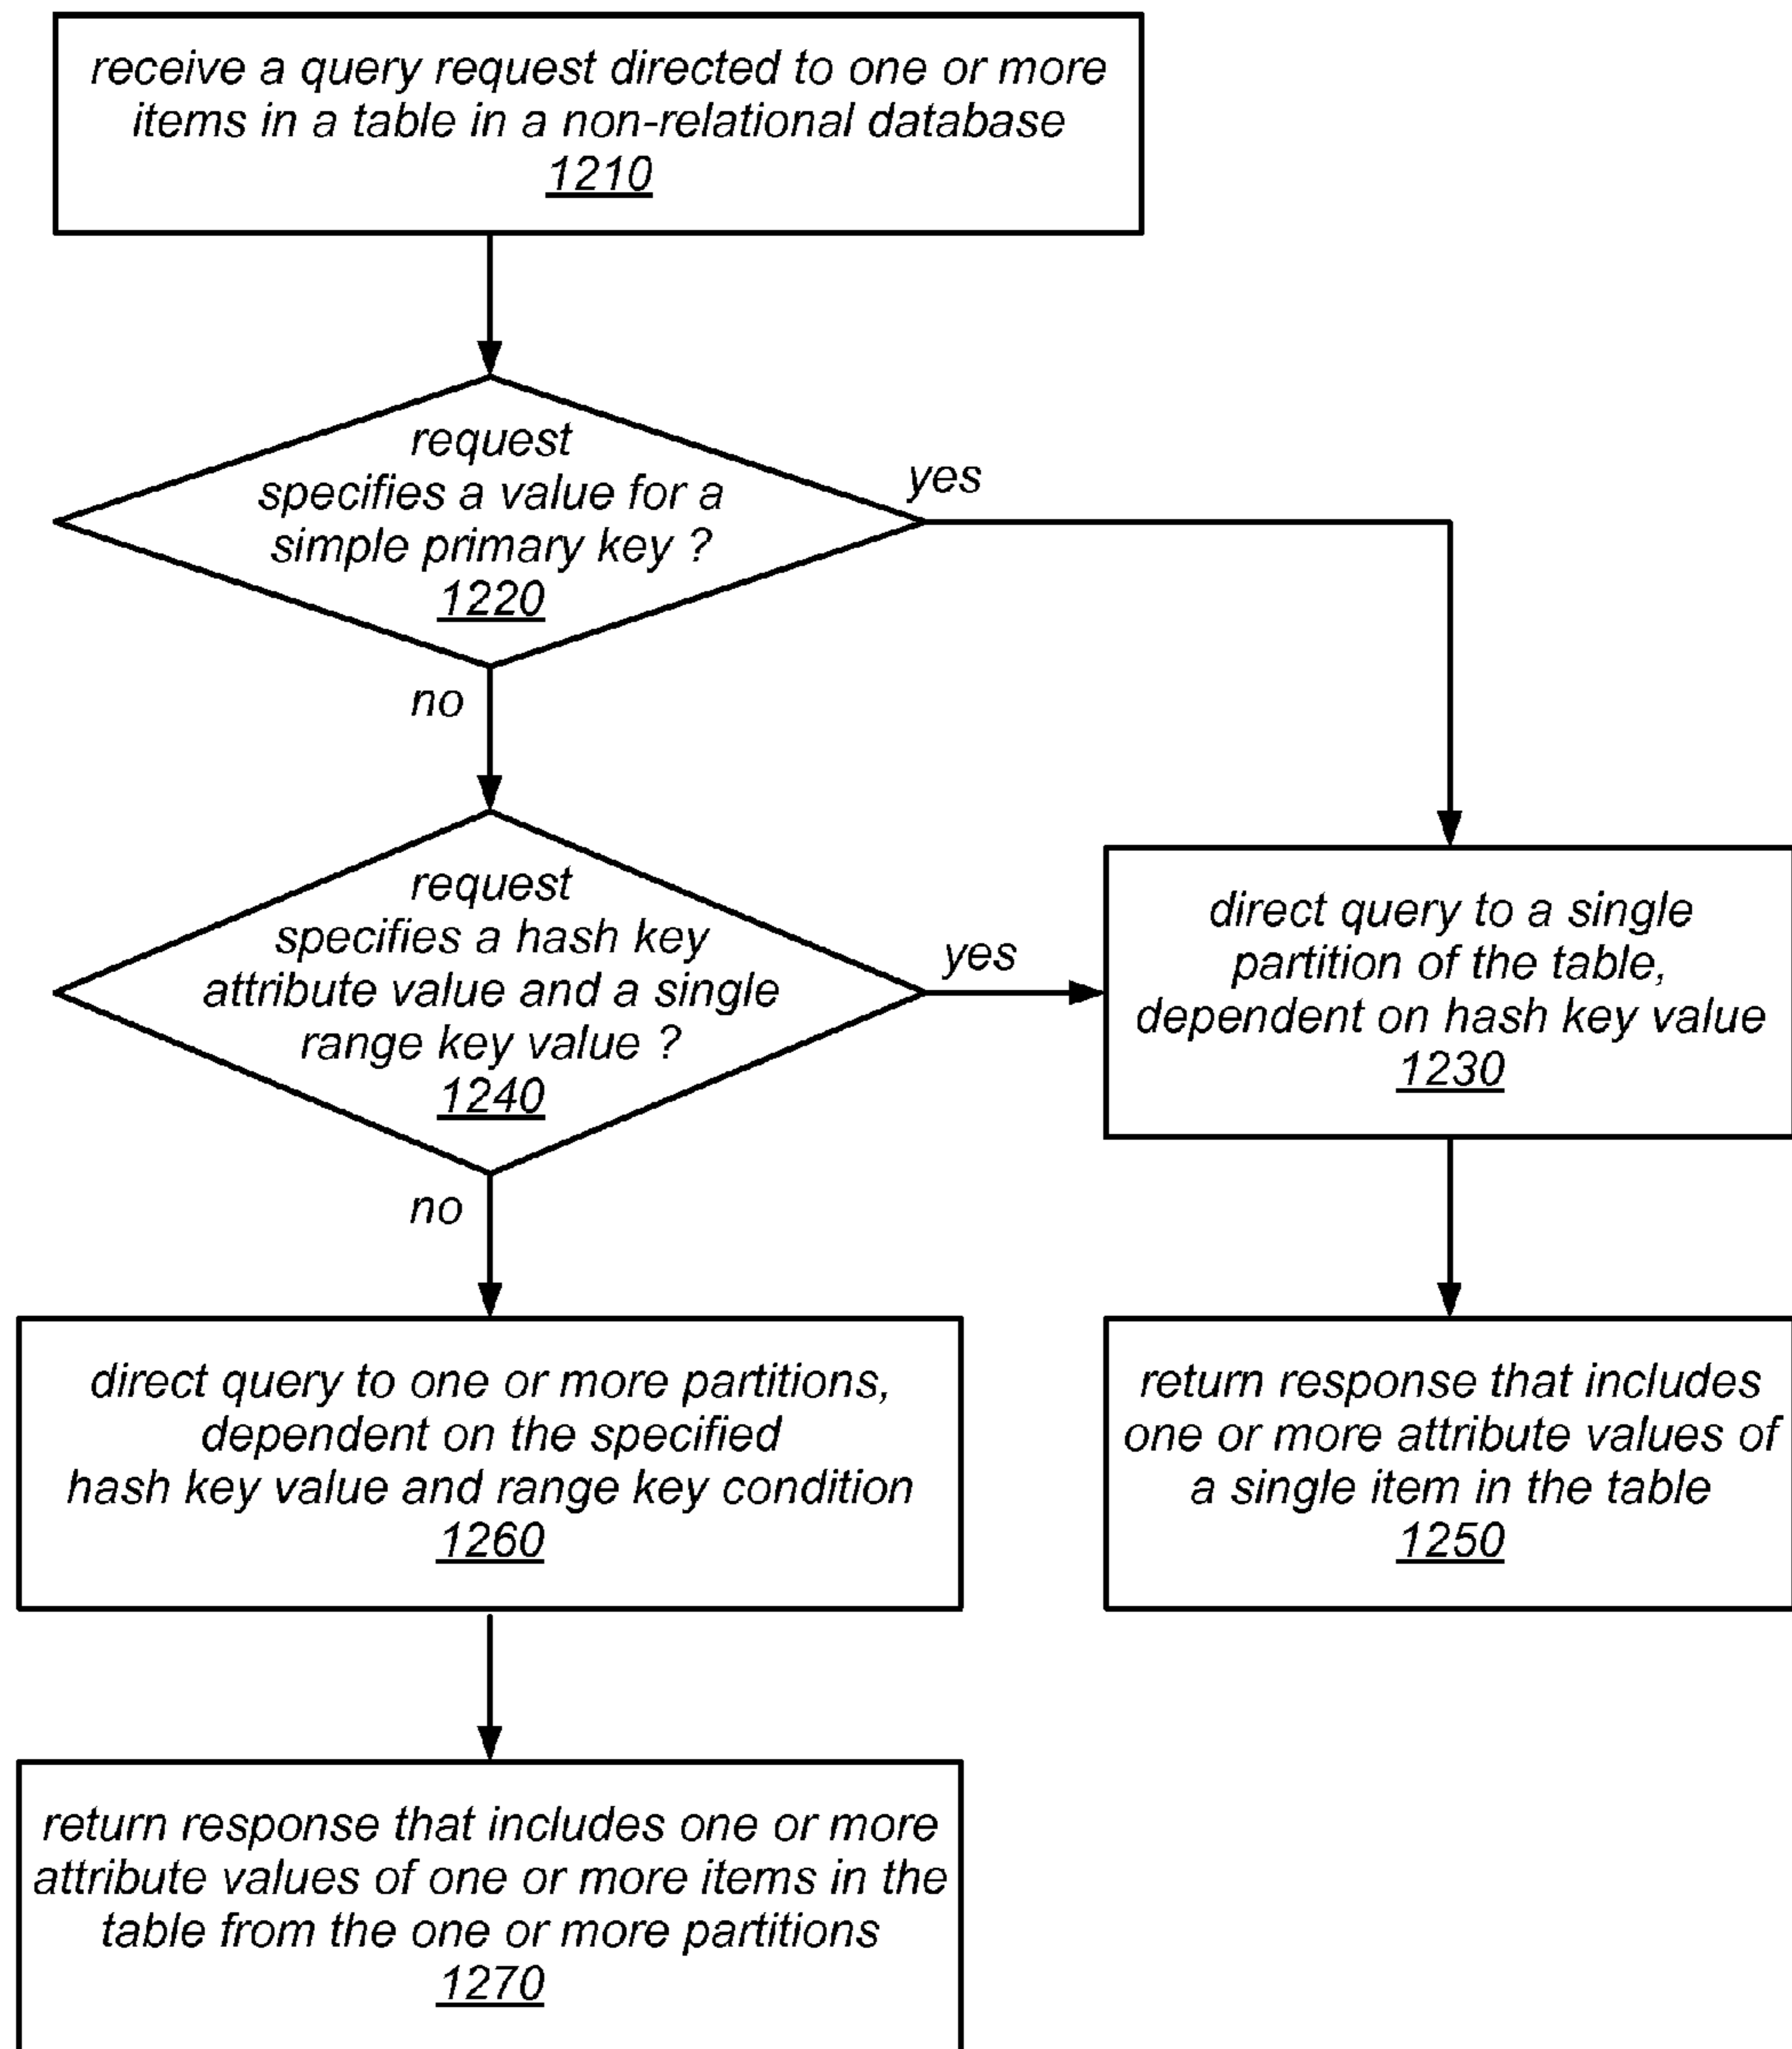 receive a query request directed to one or more
items in a table in a non-relational database
1210
request
specifies a value for a
simple primary key ?
1220
yes
no
request
specifies a hash key
attribute value and a single
range key value ?
1240
yes
no
direct query to a single
partition of the table,
dependent on hash key value
1230
direct query to one or more partitions,
dependent on the specified
hash key value and range key condition
1260
return response that includes
one or more attribute values of
a single item in the table
1250
return response that includes one or more
attribute values of one or more items in the
table from the one or more partitions
1270